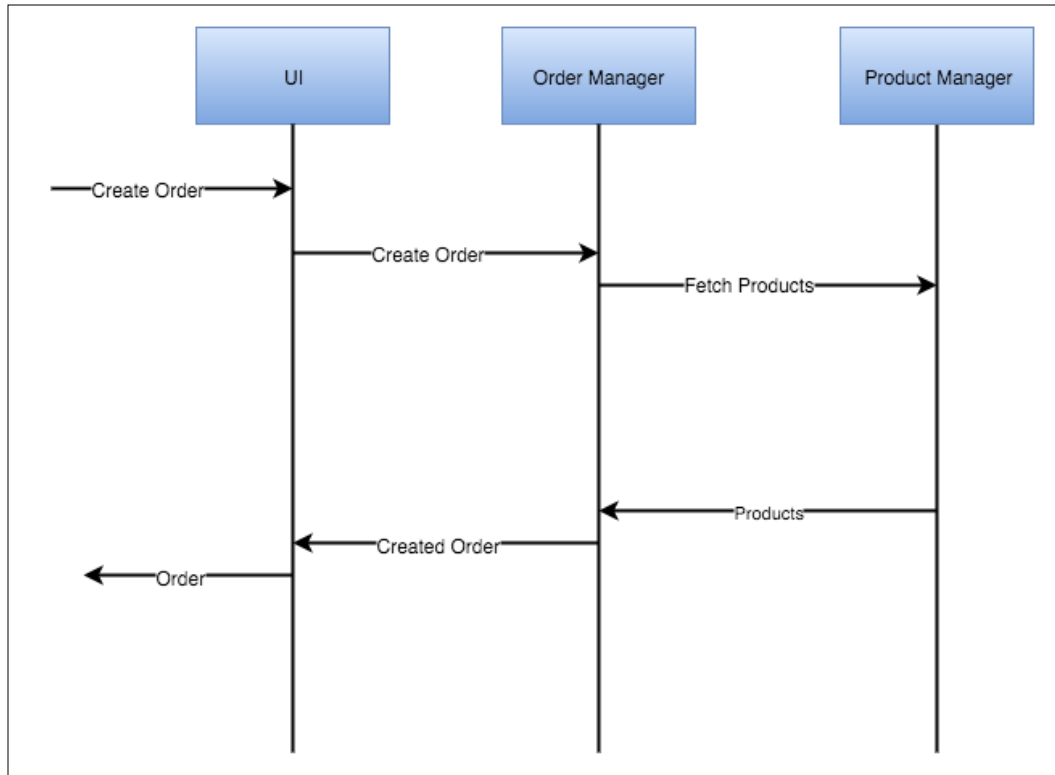 UI
Order Manager
Product Manager
Create Order
Create Order
Fetch Products
Products
Created Order
Order